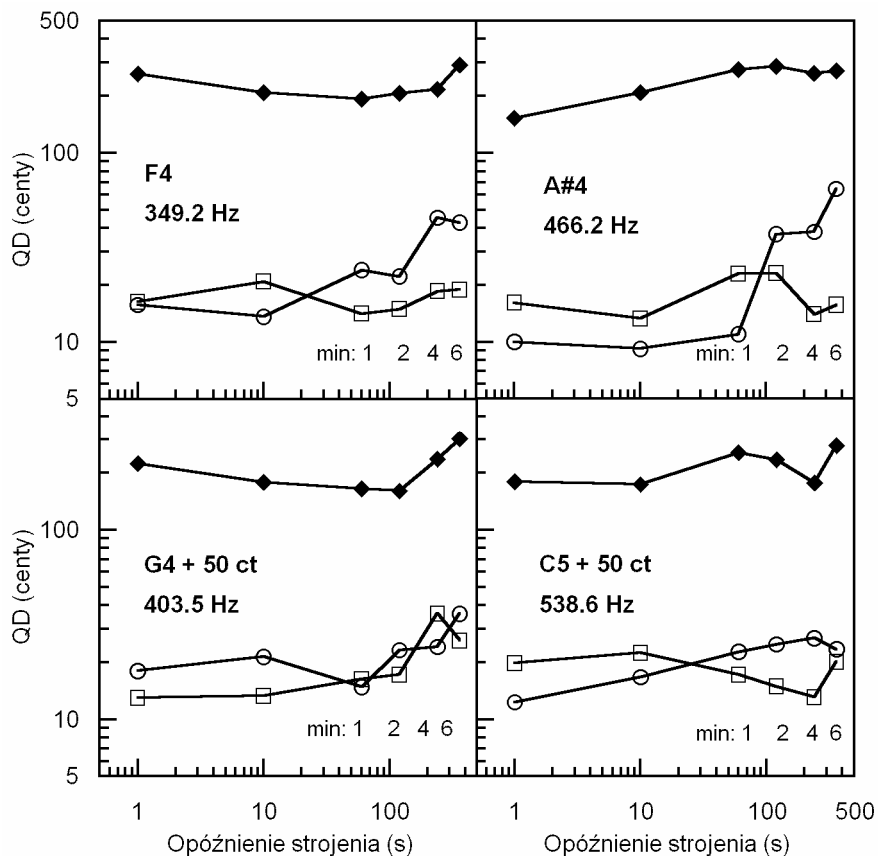 500
100
10
5
QD (centy)
F4
349.2 Hz
min: 1 2 4 6
A#4
466.2 Hz
min: 1 2 4 6
100
10
5
QD (centy)
G4 + 50 ct
403.5 Hz
min: 1 2 4 6
C5 + 50 ct
538.6 Hz
min: 1 2 4 6
1 10 100
1 10 100 500
Opóźnienie strojenia (s)
Opóźnienie strojenia (s)